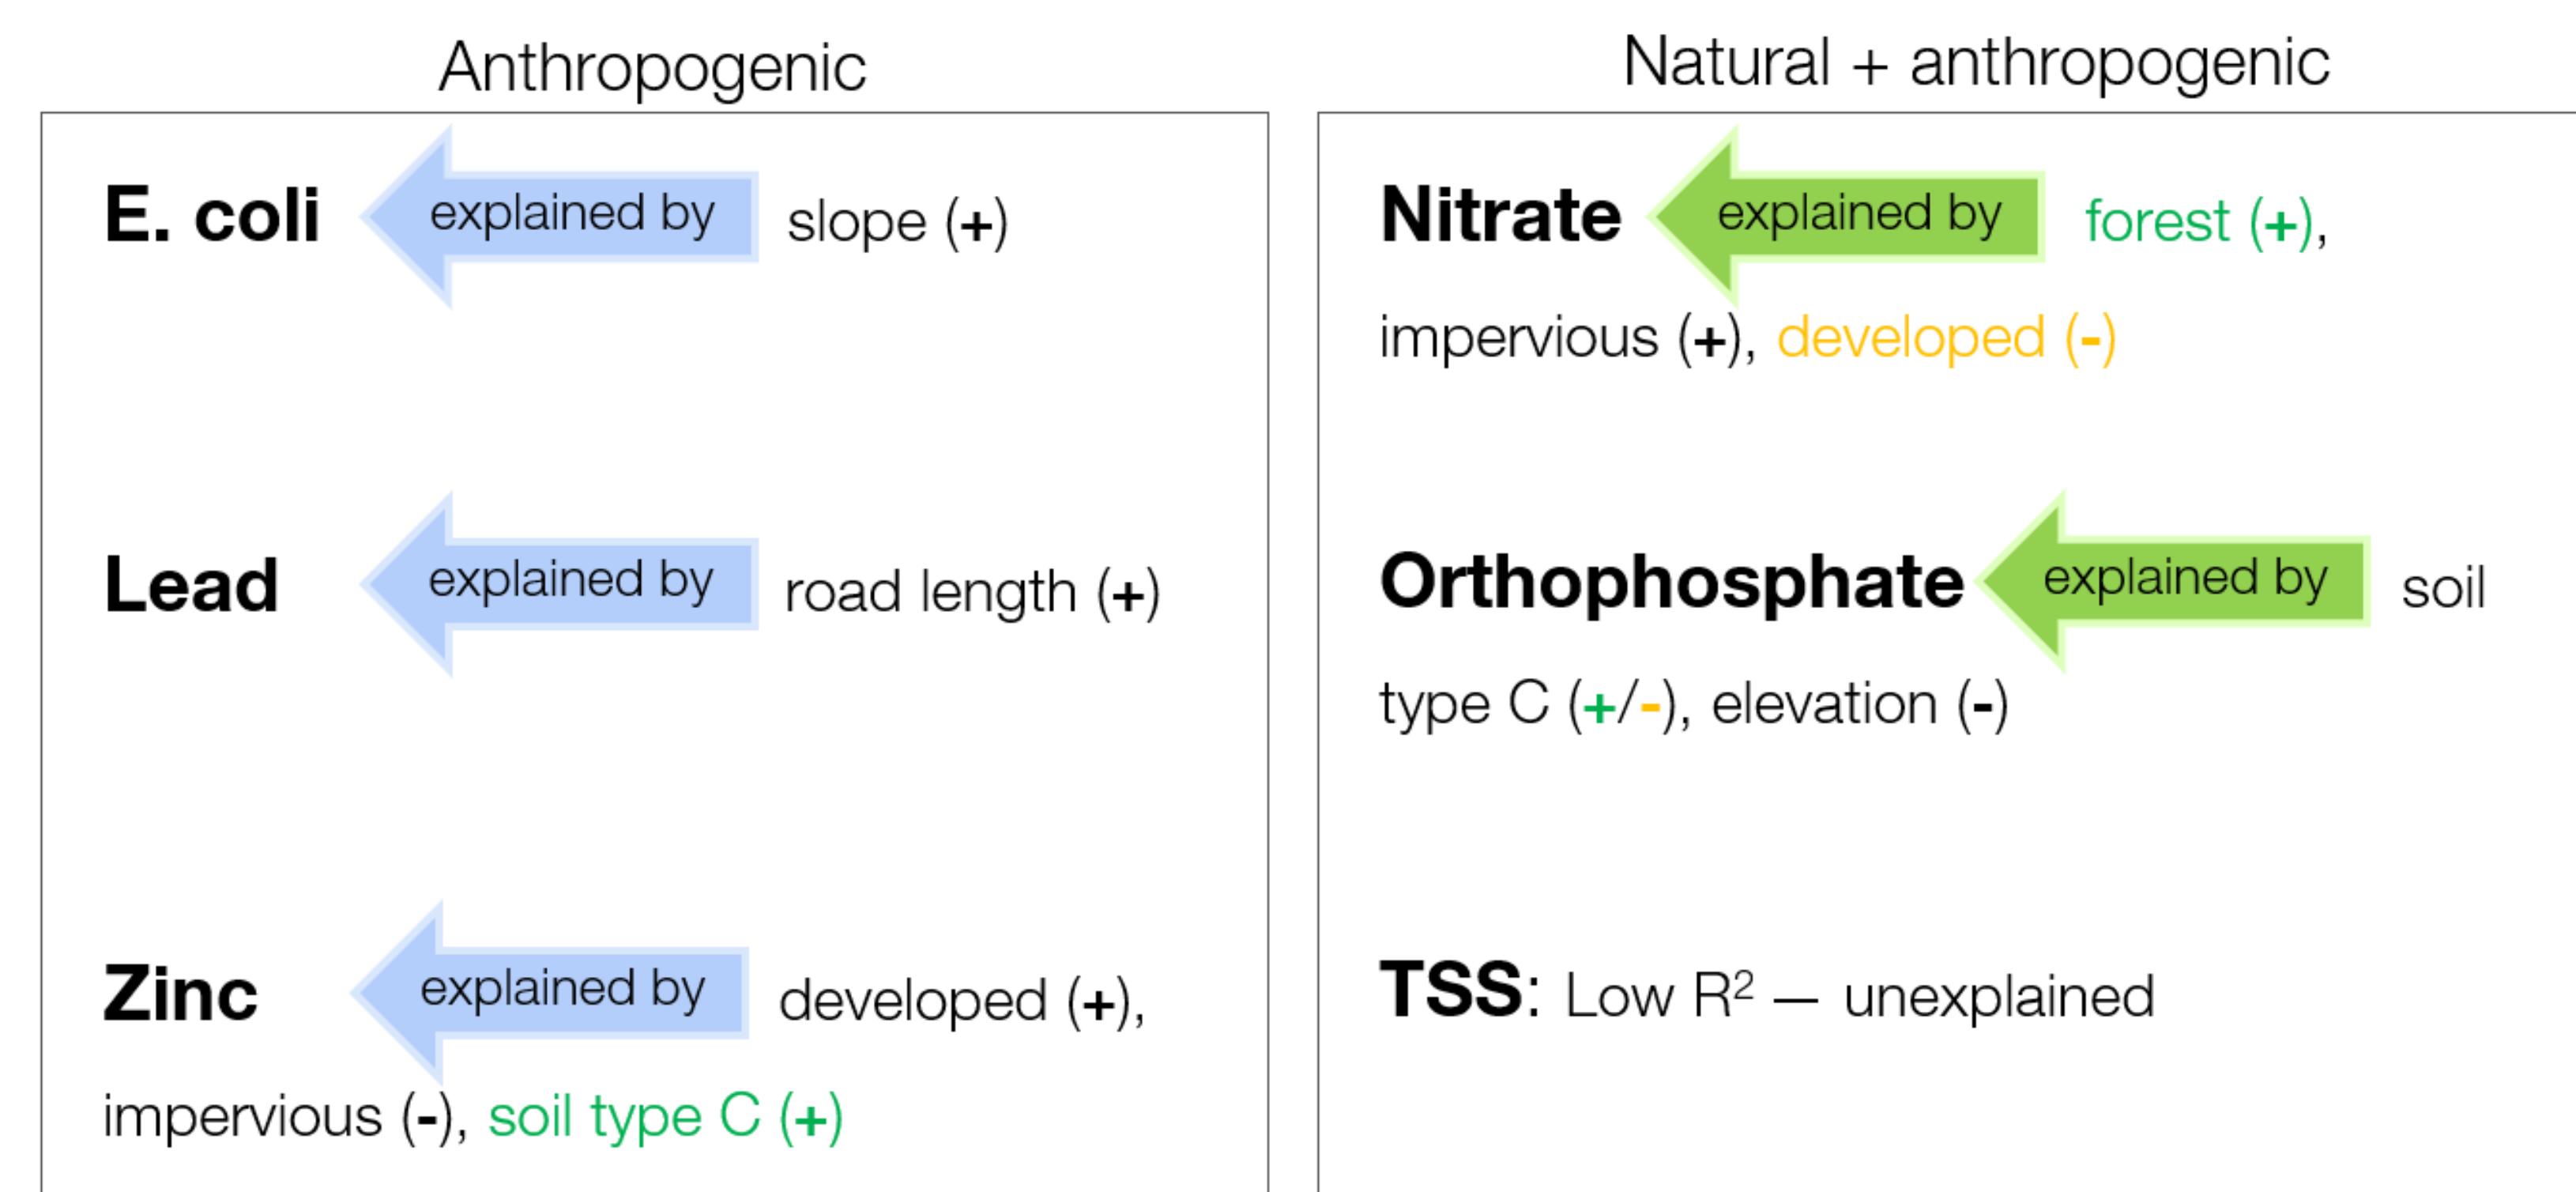 Anthropogenic
E. coli explained by slope (+)
Lead explained by road length (+)
Zinc explained by developed (+),
impervious (-), soil type C (+)
Natural + anthropogenic
Nitrate explained by forest (+),
impervious (+), developed (-)
Orthophosphate explained by soil
type C (+/-), elevation (-)
TSS: Low R² — unexplained